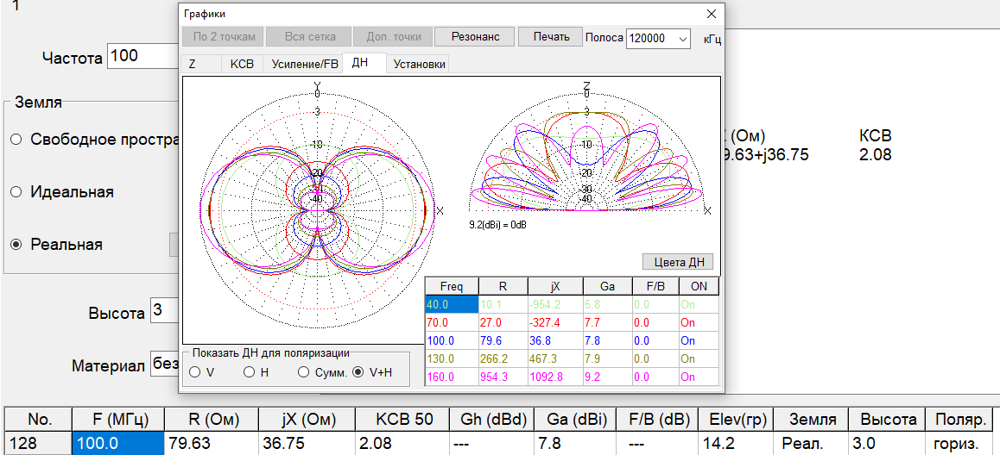 1
Графики
По 2 точкам Вся сетка Доп. точки Резонанс Печать Полоса 120000 кГц
Частота 100
Z КСВ Усиление/FB ДН Установки
Земля
Y
0
3
-10
-20
-30
-40
X
Z
0
3
-10
-20
-30
-40
X
9.2(dBi) = 0dB
Свободное простра
Идеальная
Реальная
(Ом) КСВ
9.63+j36.75 2.08
Цвета ДН
Freq R jX Ga F/B ON
40.0 10.1 -954.2 5.8 0.0 On
70.0 27.0 -327.4 7.7 0.0 On
100.0 79.6 36.8 7.8 0.0 On
130.0 266.2 467.3 7.9 0.0 On
160.0 954.3 1092.8 9.2 0.0 On
Высота 3
Материал без
Показать ДН для поляризации
V H Сумм. V+H
No. F (МГц) R (Ом) jX (Ом) КСВ 50 Gh (dBd) Ga (dBi) F/B (dB) Elev(гр) Земля Высота Поляр.
128 100.0 79.63 36.75 2.08 --- 7.8 --- 14.2 Реал. 3.0 гориз.